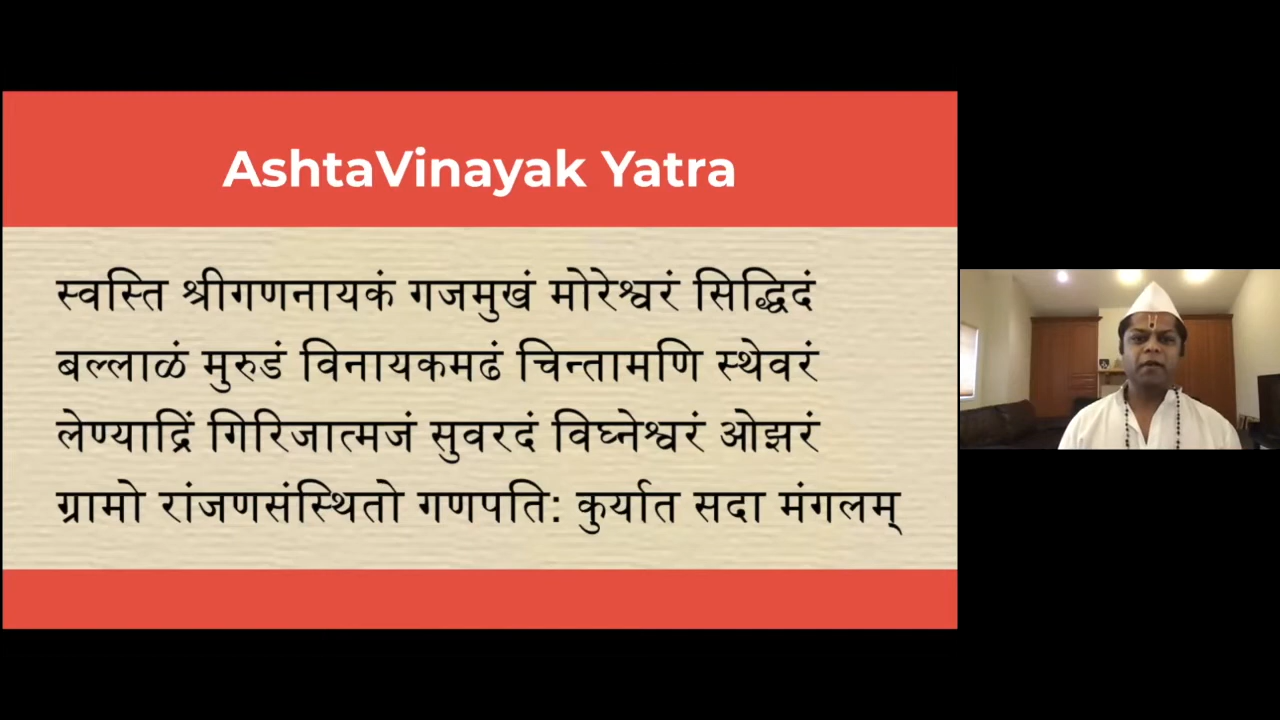 AshtaVinayak Yatra
स्वस्ति श्रीगणनायकं गजमुखं मोरेश्वरं सिद्धिदं
बल्लाळं मुरुडं विनायकमढं चिन्तामणि स्थेवरं
लेण्याद्रिं गिरिजात्मजं सुवरदं विघ्नेश्वरं ओझरं
ग्रामो रांजणसंस्थितो गणपति: कुर्यात सदा मंगलम्